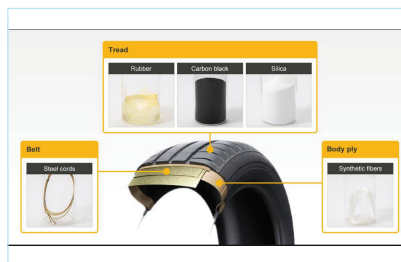 Tread
Rubber
Carbon black
Silica
Belt
Steel cords
Body ply
Synthetic fibers